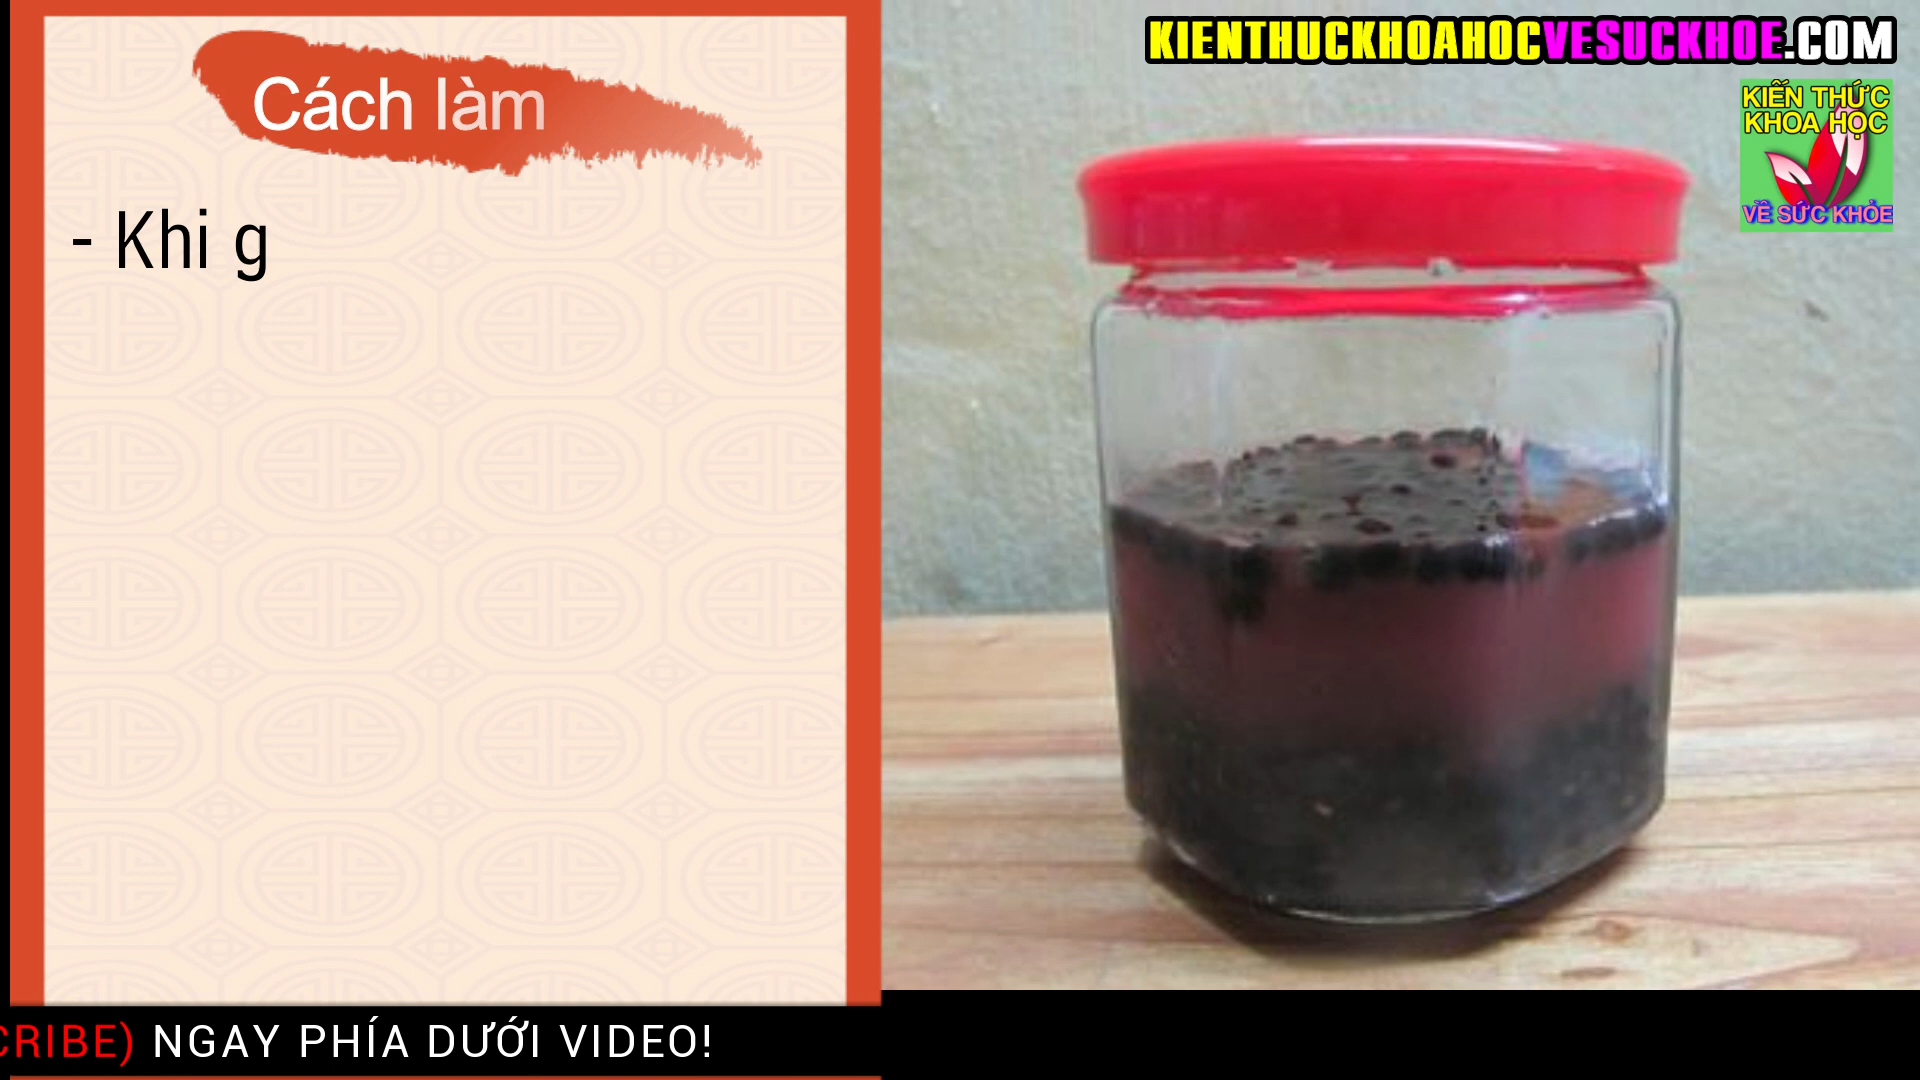 Cách làm
- Khi g
KIENTHUCKHOAHOCVESUCKHOE.COM
KIẾN THỨC
KHOA HỌC
VỀ SỨC KHỎE
CRIBE) NGAY PHÍA DƯỚI VIDEO!